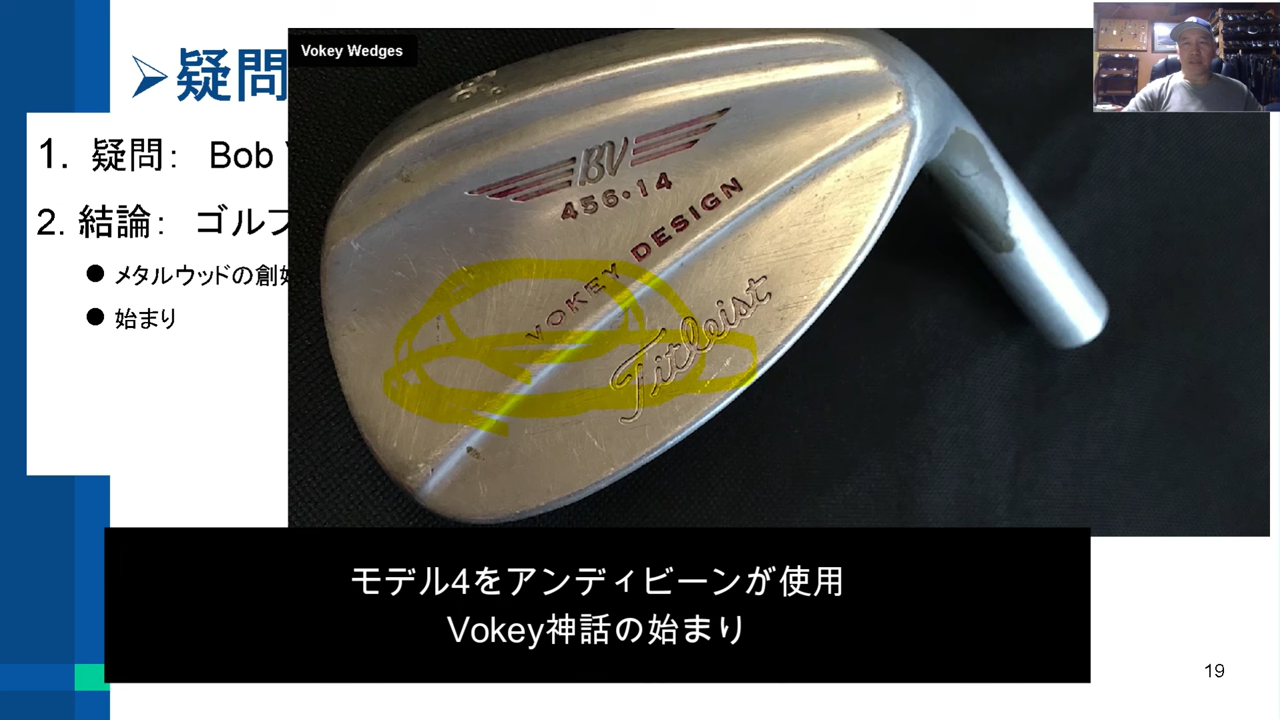 疑問
1. 疑問： Bob
2. 結論： ゴルフ
メタルウッドの創始
始まり
Vokey Wedges
BV
456·14
VOKEY DESIGN
Titleist
モデル4をアンディビーンが使用
Vokey神話の始まり
19